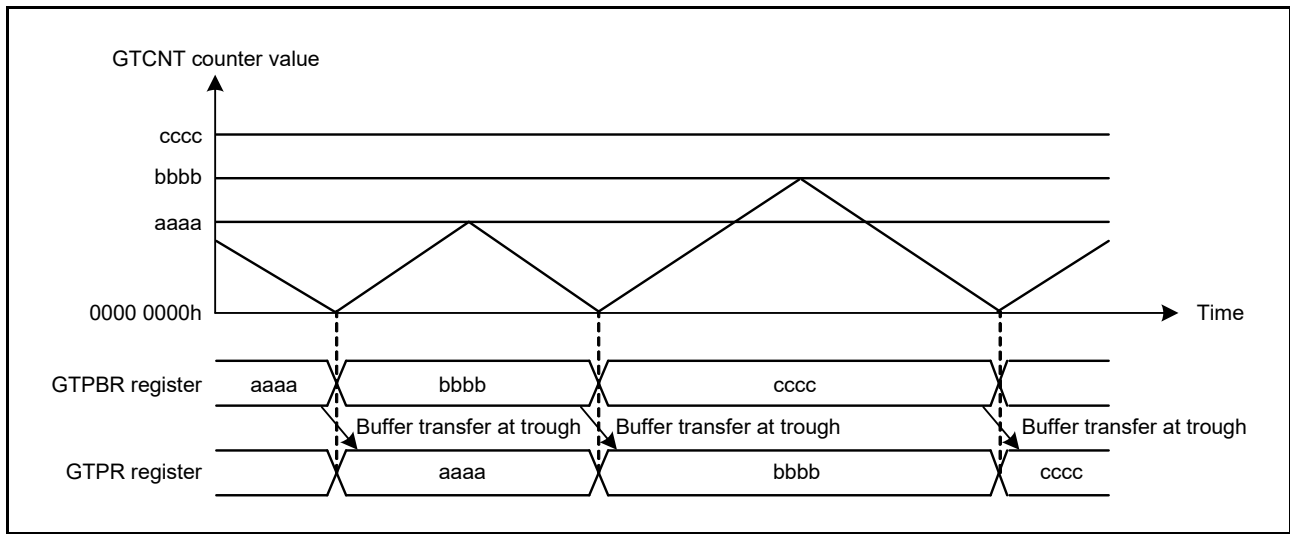 GTCNT counter value
cccc
bbbb
aaaa
0000 0000h
Time
GTPBR register
aaaa
bbbb
cccc
Buffer transfer at trough
Buffer transfer at trough
Buffer transfer at trough
GTPR register
aaaa
bbbb
cccc